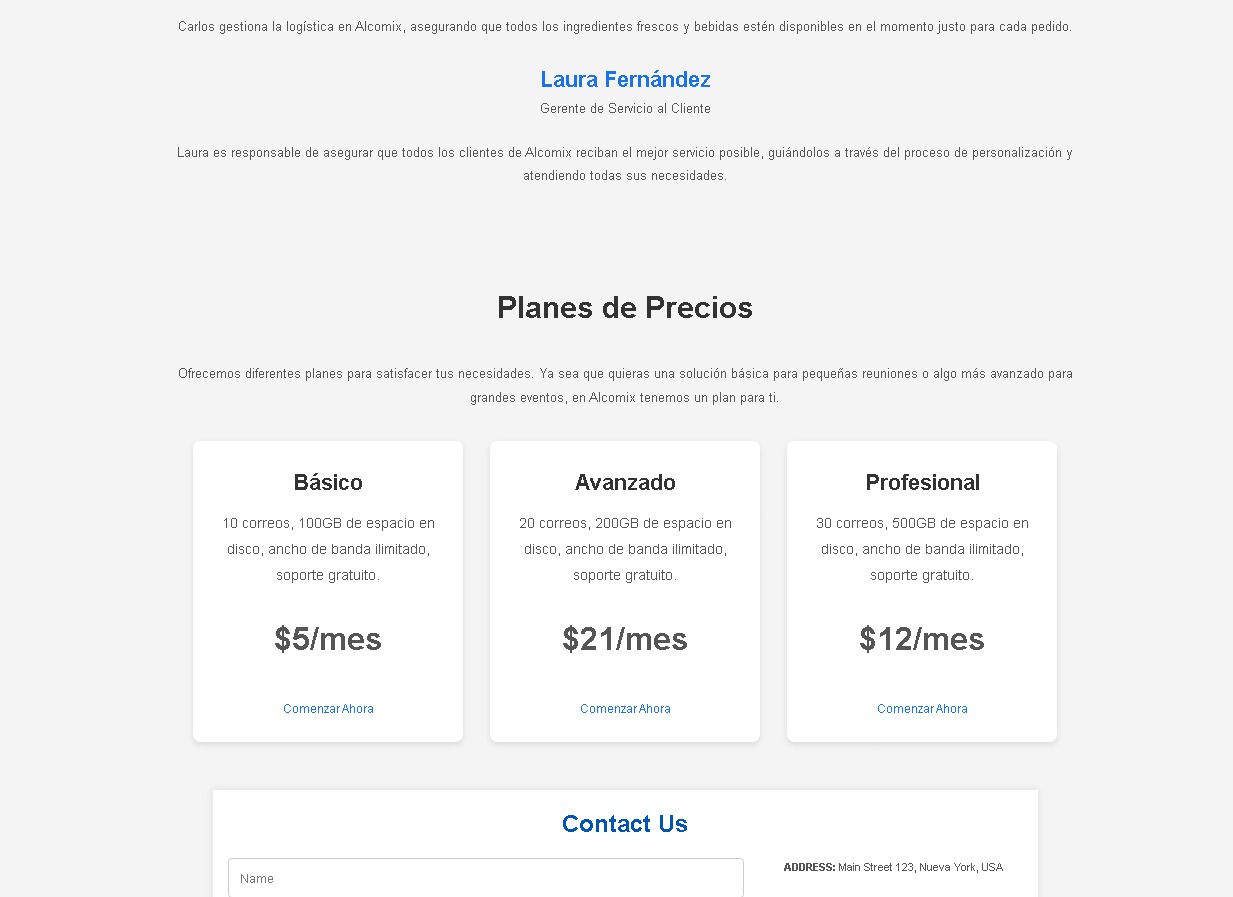 Carlos gestiona la logística en Alcomix, asegurando que todos los ingredientes frescos y bebidas estén disponibles en el momento justo para cada pedido.
Laura Fernández
Gerente de Servicio al Cliente
Laura es responsable de asegurar que todos los clientes de Alcomix reciban el mejor servicio posible, guiándolos a través del proceso de personalización y
atendiendo todas sus necesidades.
Planes de Precios
Ofrecemos diferentes planes para satisfacer tus necesidades. Ya sea que quieras una solución básica para pequeñas reuniones o algo más avanzado para
grandes eventos, en Alcomix tenemos un plan para ti.
Básico
10 correos, 100GB de espacio en
disco, ancho de banda ilimitado,
soporte gratuito.
$5/mes
Comenzar Ahora
Avanzado
20 correos, 200GB de espacio en
disco, ancho de banda ilimitado,
soporte gratuito.
$21/mes
Comenzar Ahora
Profesional
30 correos, 500GB de espacio en
disco, ancho de banda ilimitado,
soporte gratuito.
$12/mes
Comenzar Ahora
Contact Us
Name
ADDRESS: Main Street 123, Nueva York, USA